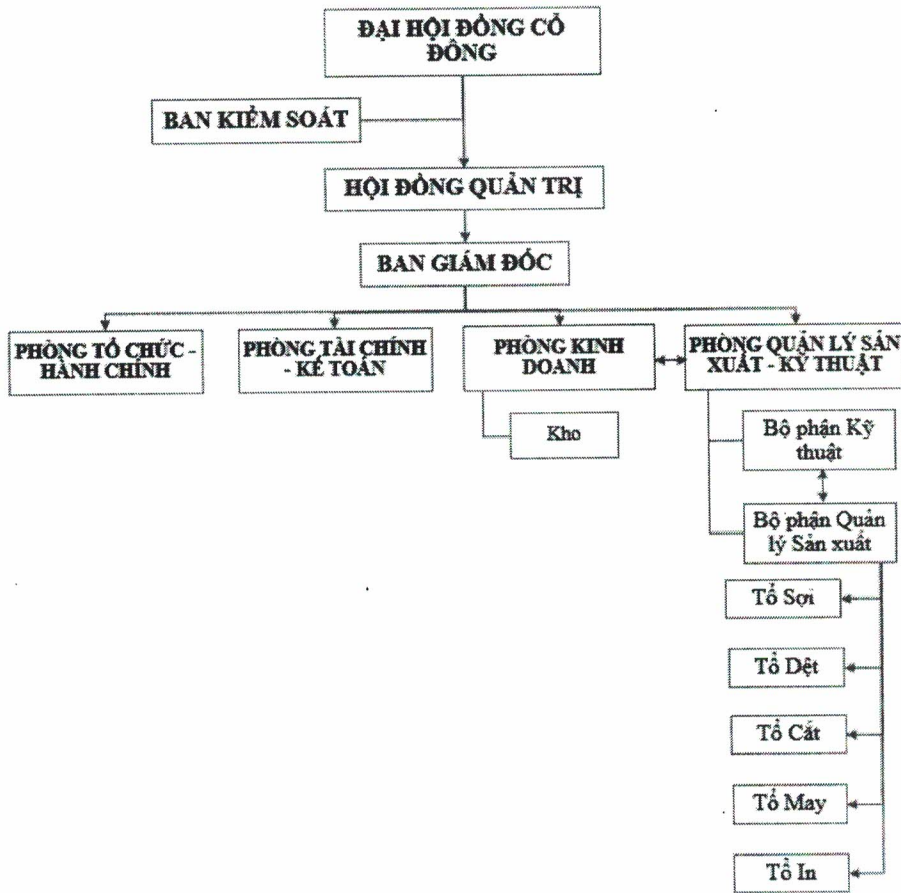 ĐẠI HỘI ĐỒNG CỔ
ĐÔNG
BAN KIỂM SOÁT
HỘI ĐỒNG QUẢN TRỊ
BAN GIÁM ĐỐC
PHÒNG TỔ CHỨC -
HÀNH CHÍNH
PHÒNG TÀI CHÍNH
- KẾ TOÁN
PHÒNG KINH
DOANH
PHÒNG QUẢN LÝ SẢN
XUẤT - KỸ THUẬT
Kho
Bộ phận Kỹ
thuật
Bộ phận Quản
lý Sản xuất
Tổ Sợi
Tổ Dệt
Tổ Cắt
Tổ May
Tổ In